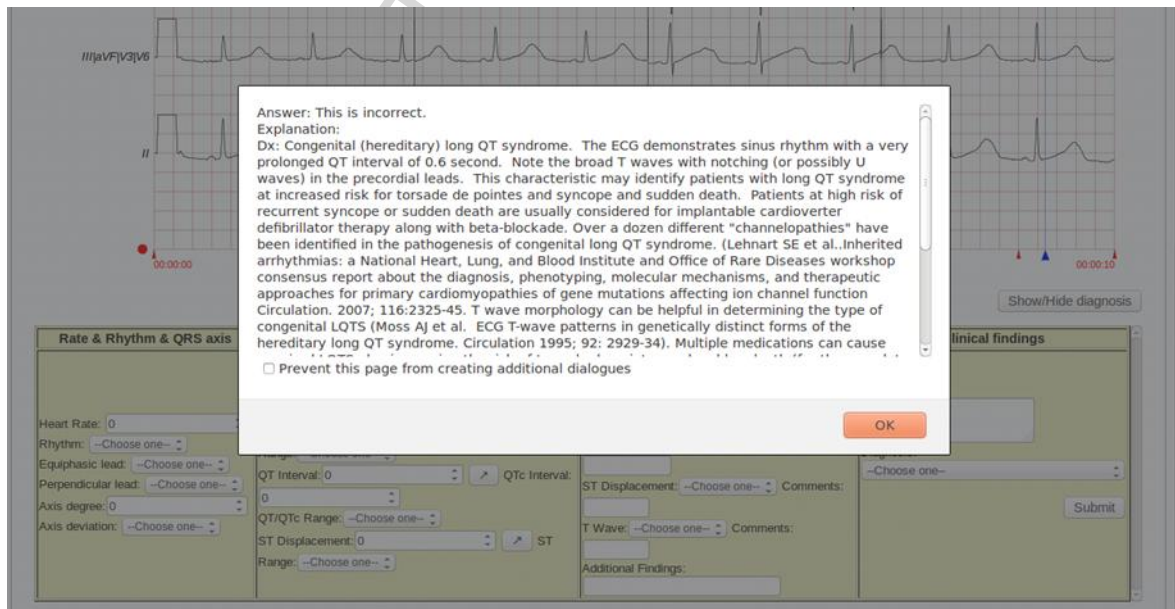 III|aVF|V3|V6
II
00:00:00
00:00:10
Answer: This is incorrect.
Explanation:
Dx: Congenital (hereditary) long QT syndrome.  The ECG demonstrates sinus rhythm with a very
prolonged QT interval of 0.6 second.  Note the broad T waves with notching (or possibly U
waves) in the precordial leads.  This characteristic may identify patients with long QT syndrome
at increased risk for torsade de pointes and syncope and sudden death.  Patients at high risk of
recurrent syncope or sudden death are usually considered for implantable cardioverter
defibrillator therapy along with beta-blockade. Over a dozen different "channelopathies" have
been identified in the pathogenesis of congenital long QT syndrome. (Lehnart SE et al..Inherited
arrhythmias: a National Heart, Lung, and Blood Institute and Office of Rare Diseases workshop
consensus report about the diagnosis, phenotyping, molecular mechanisms, and therapeutic
approaches for primary cardiomyopathies of gene mutations affecting ion channel function
Circulation. 2007; 116:2325-45. T wave morphology can be helpful in determining the type of
congenital LQTS (Moss AJ et al.  ECG T-wave patterns in genetically distinct forms of the
hereditary long QT syndrome. Circulation 1995; 92: 2929-34). Multiple medications can cause
Prevent this page from creating additional dialogues
OK
Show/Hide diagnosis
Rate & Rhythm & QRS axis
Heart Rate: 0
Rhythm: --Choose one--
Equiphasic lead: --Choose one--
Perpendicular lead: --Choose one--
Axis degree: 0
Axis deviation: --Choose one--
QT Interval: 0 QTc Interval:
0
QT/QTc Range: --Choose one--
ST Displacement: 0 ST
Range: --Choose one--
ST Displacement: --Choose one-- Comments:
T Wave: --Choose one-- Comments:
Additional Findings:
linical findings
--Choose one--
Submit